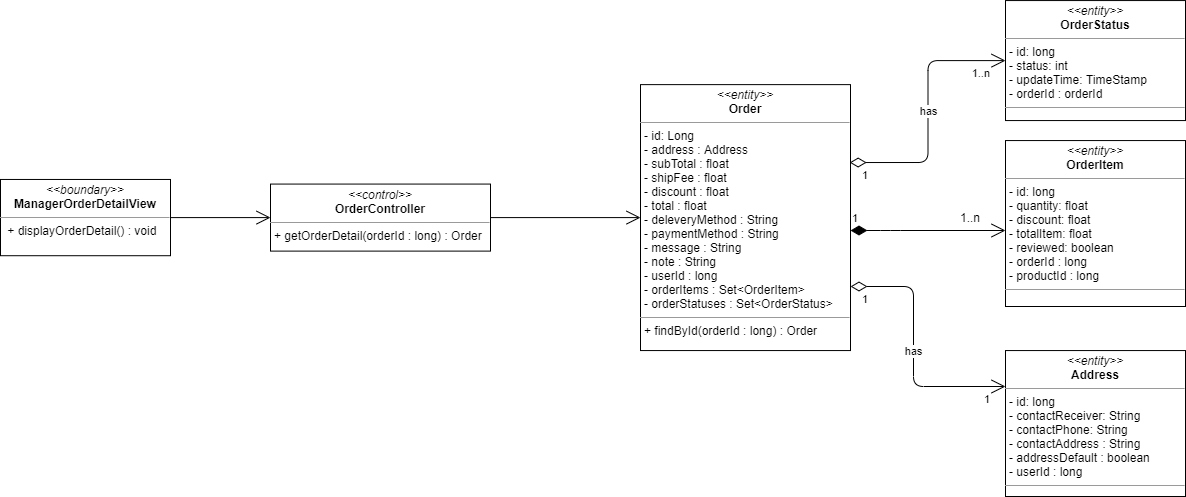 <<boundary>>
ManagerOrderDetailView
+ displayOrderDetail() : void
<<control>>
OrderController
+ getOrderDetail(orderId : long) : Order
<<entity>>
Order
- id: Long
- address : Address
- subTotal : float
- shipFee : float
- discount : float
- total : float
- deleveryMethod : String
- paymentMethod : String
- message : String
- note : String
- userId : long
- orderItems : Set<OrderItem>
- orderStatuses : Set<OrderStatus>
+ findById(orderId : long) : Order
1
has
1..n
1
1..n
1
has
1
<<entity>>
OrderStatus
- id: long
- status: int
- updateTime: TimeStamp
- orderId : orderId
<<entity>>
OrderItem
- id: long
- quantity: float
- discount: float
- totalItem: float
- reviewed: boolean
- orderId : long
- productId : long
<<entity>>
Address
- id: long
- contactReceiver: String
- contactPhone: String
- contactAddress : String
- addressDefault : boolean
- userId : long